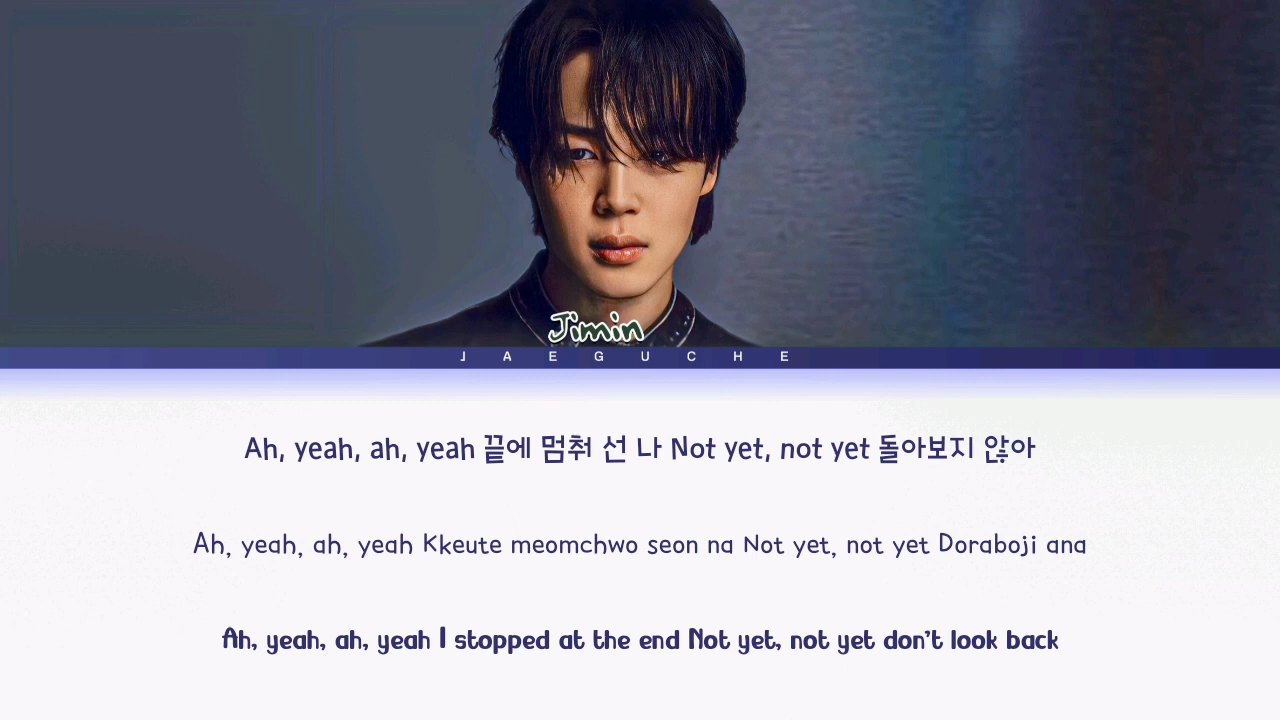 Jimin
JAEGUCHE
Ah, yeah, ah, yeah 끝에 멈춰 선 나 Not yet, not yet 돌아보지 않아
Ah, yeah, ah, yeah Kkeute meomchwo seon na Not yet, not yet Doraboji ana
Ah, yeah, ah, yeah I stopped at the end Not yet, not yet don't look back